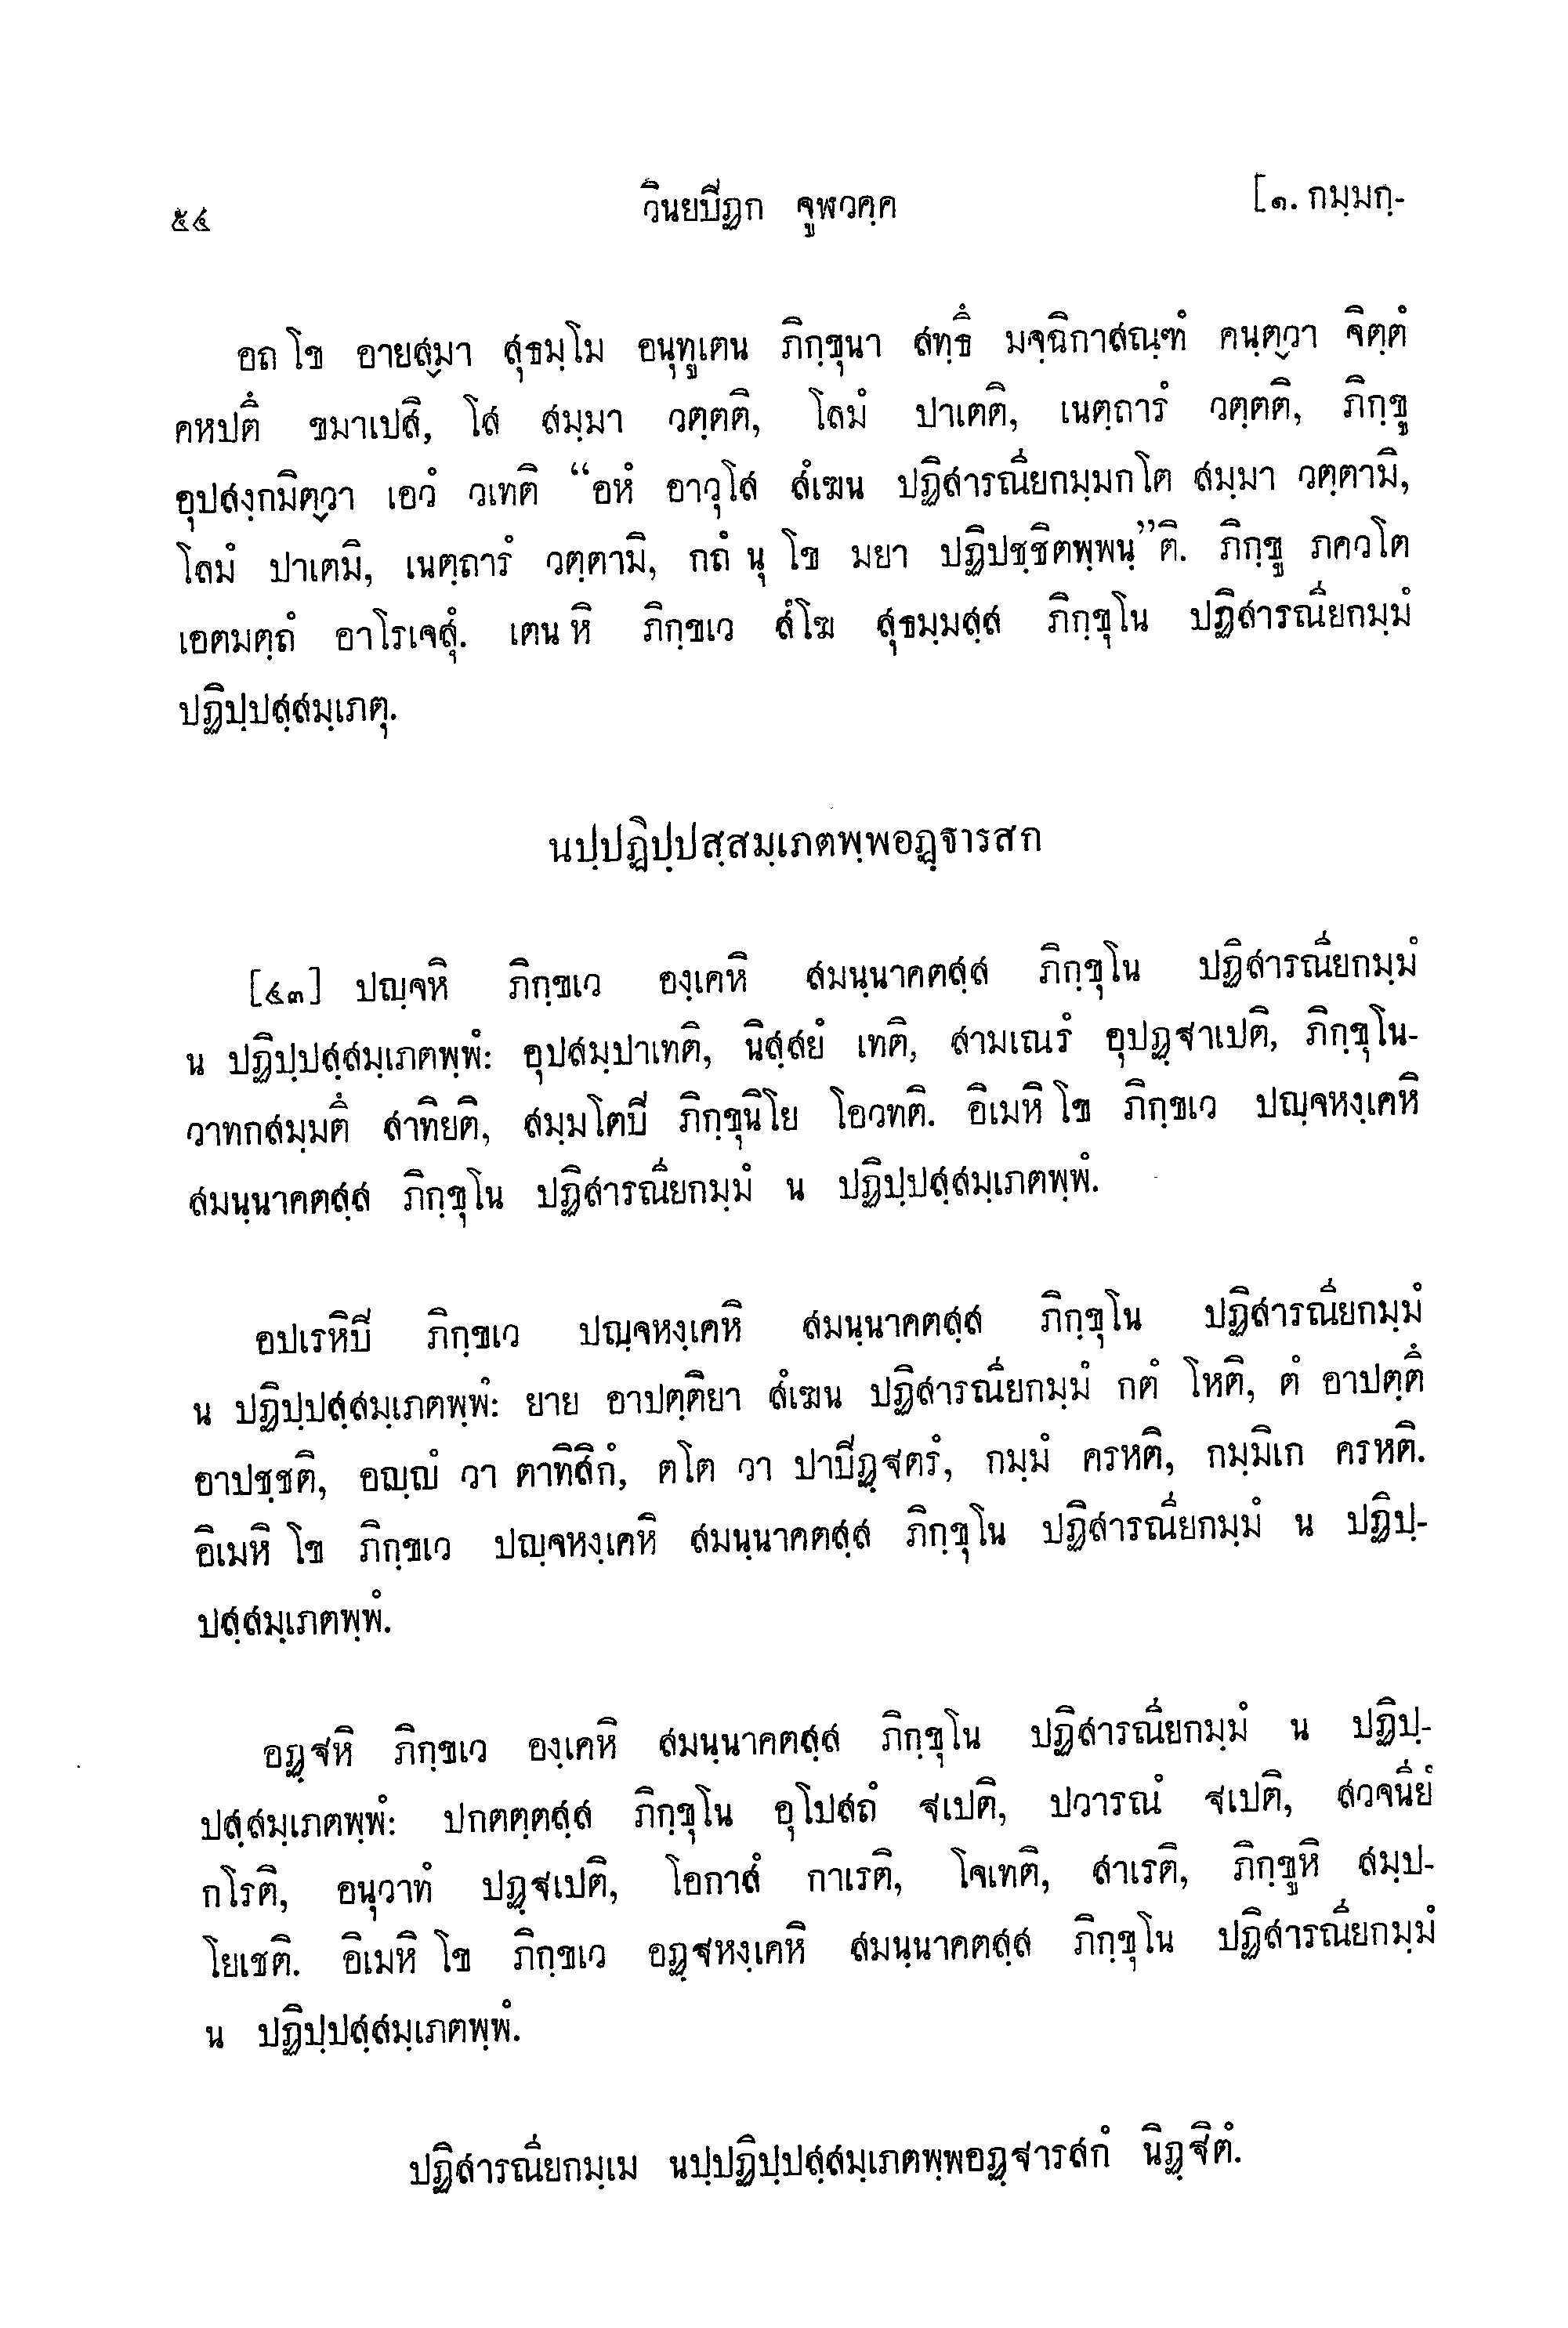 ๕๔ วินยปีฏก จูฬวคฺค [๑. กมฺมกฺ-
อถ โข อายสฺมา สุธมฺโม อนุทูเตน ภิกฺขุนา สทฺธึ มจฺฉิกาสณฺฑํ คนฺตฺวา จิตฺตํ
คหปตึ ขมาเปสิ, โส สมฺมา วตฺตติ, โลมํ ปาเตติ, เนตฺถารํ วตฺตติ, ภิกฺขู
อุปสงฺกมิตฺวา เอวํ วเทติ “อหํ อาวุโส สํเฆน ปฏิสารณียกมฺมกโต สมฺมา วตฺตามิ,
โลมํ ปาเตมิ, เนตฺถารํ วตฺตามิ, กถํ นุ โข มยา ปฏิปชฺชิตพฺพนฺ”ติ. ภิกฺขู ภควโต
เอตมตฺถํ อาโรเจสุํ. เตน หิ ภิกฺขเว สํโฆ สุธมฺมสฺส ภิกฺขุโน ปฏิสารณียกมฺมํ
ปฏิปฺปสฺสมฺเภตุ.
นปฺปฏิปฺปสฺสมฺเภตพฺพอฏฺฐารสก
[๔๓] ปญฺจหิ ภิกฺขเว องฺเคหิ สมนฺนาคตสฺส ภิกฺขุโน ปฏิสารณียกมฺมํ
น ปฏิปฺปสฺสมฺเภตพฺพํ: อุปสมฺปาเทติ, นิสฺสยํ เทติ, สามเณรํ อุปฏฺฐาเปติ, ภิกฺขุโน-
วาทกสมฺมตึ สาทิยติ, สมฺมโตปี ภิกฺขุนิโย โอวทติ. อิเมหิ โข ภิกฺขเว ปญฺจหงฺเคหิ
สมนฺนาคตสฺส ภิกฺขุโน ปฏิสารณียกมฺมํ น ปฏิปฺปสฺสมฺเภตพฺพํ.
อปเรหิปี ภิกฺขเว ปญฺจหงฺเคหิ สมนฺนาคตสฺส ภิกฺขุโน ปฏิสารณียกมฺมํ
น ปฏิปฺปสฺสมฺเภตพฺพํ: ยาย อาปตฺติยา สํเฆน ปฏิสารณียกมฺมํ กตํ โหติ, ตํ อาปตฺตึ
อาปชฺชติ, อญฺญํ วา ตาทิสิกํ, ตโต วา ปาปีฏฺฐตรํ, กมฺมํ ครหติ, กมฺมิเก ครหติ.
อิเมหิ โข ภิกฺขเว ปญฺจหงฺเคหิ สมนฺนาคตสฺส ภิกฺขุโน ปฏิสารณียกมฺมํ น ปฏิปฺ-
ปสฺสมฺเภตพฺพํ.
อฏฺฐหิ ภิกฺขเว องฺเคหิ สมนฺนาคตสฺส ภิกฺขุโน ปฏิสารณียกมฺมํ น ปฏิปฺ-
ปสฺสมฺเภตพฺพํ: ปกตตฺตสฺส ภิกฺขุโน อุโปสถํ ฐเปติ, ปวารณํ ฐเปติ, สวจนียํ
กโรติ, อนุวาทํ ปฏฺฐเปติ, โอกาสํ กาเรติ, โจเทติ, สาเรติ, ภิกฺขูหิ สมฺป-
โยเชติ. อิเมหิ โข ภิกฺขเว อฏฺฐหงฺเคหิ สมนฺนาคตสฺส ภิกฺขุโน ปฏิสารณียกมฺมํ
น ปฏิปฺปสฺสมฺเภตพฺพํ.
ปฏิสารณียกมฺเม นปฺปฏิปฺปสฺสมฺเภตพฺพอฏฺฐารสกํ นิฏฺฐิตํ.